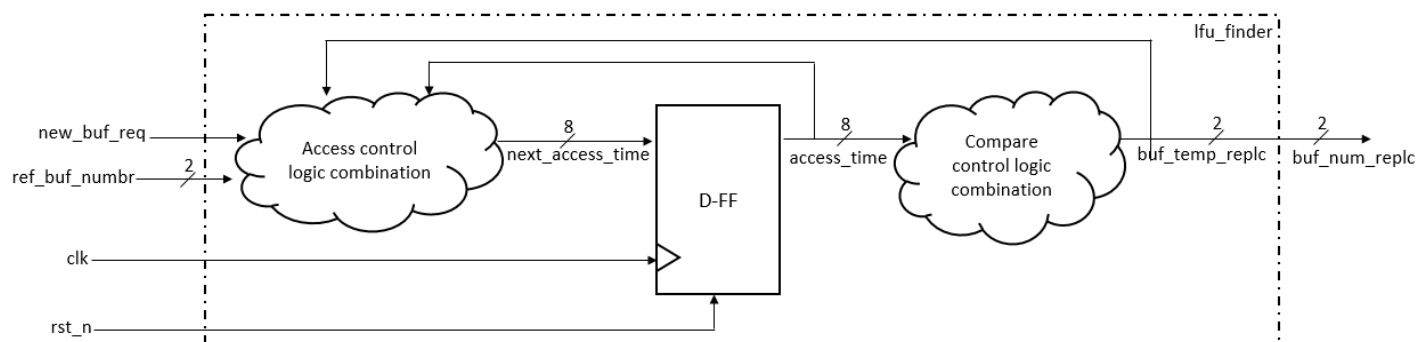 lfu_finder
new_buf_req
ref_buf_numbr
2
Access control
logic combination
8
next_access_time
D-FF
8
access_time
Compare
control logic
combination
2
buf_temp_replc
2
buf_num_replc
clk
rst_n